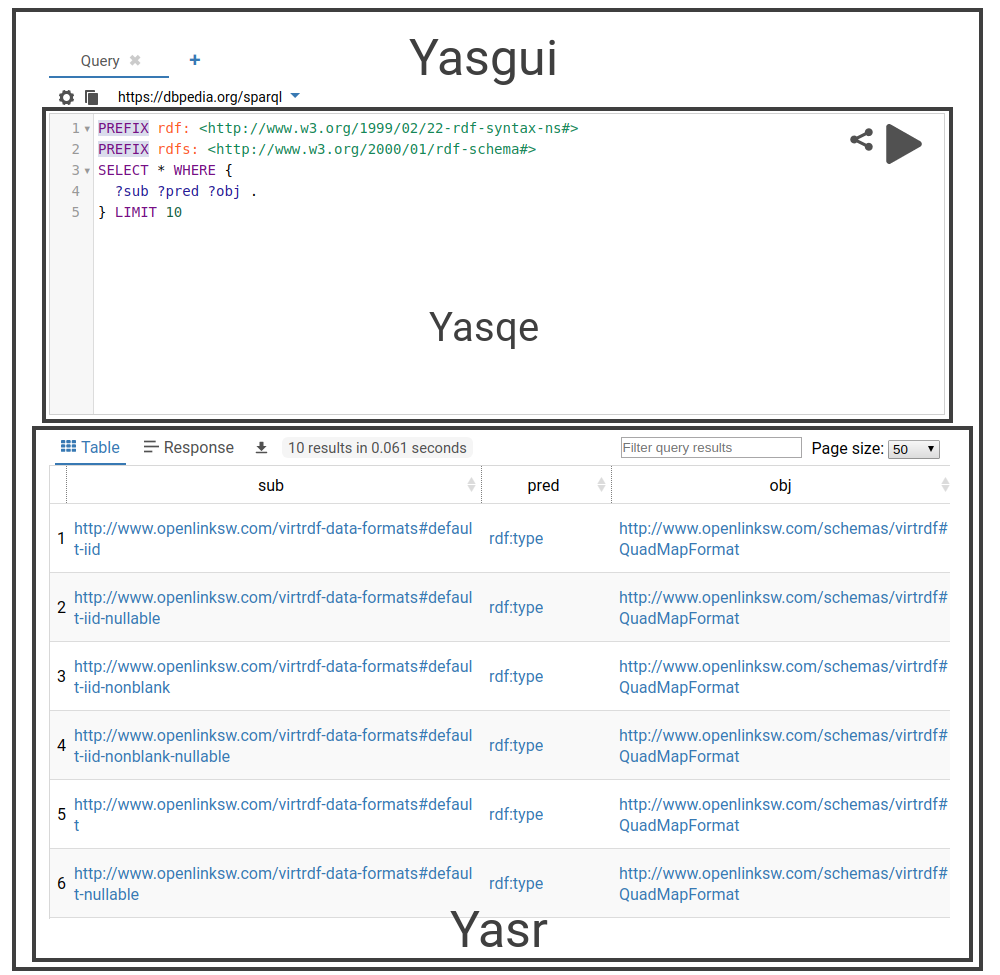 Yasgui
Query ✖ +
https://dbpedia.org/sparql
1 PREFIX rdf: <http://www.w3.org/1999/02/22-rdf-syntax-ns#>
2 PREFIX rdfs: <http://www.w3.org/2000/01/rdf-schema#>
3 SELECT * WHERE {
4 ?sub ?pred ?obj .
5 } LIMIT 10
Yasqe
Table Response 10 results in 0.061 seconds Filter query results Page size: 50
sub pred obj
1 http://www.openlinksw.com/virtrdf-data-formats#defaul rdf:type http://www.openlinksw.com/schemas/virtrdf#
t-iid QuadMapFormat
2 http://www.openlinksw.com/virtrdf-data-formats#defaul rdf:type http://www.openlinksw.com/schemas/virtrdf#
t-iid-nullable QuadMapFormat
3 http://www.openlinksw.com/virtrdf-data-formats#defaul rdf:type http://www.openlinksw.com/schemas/virtrdf#
t-iid-nonblank QuadMapFormat
4 http://www.openlinksw.com/virtrdf-data-formats#defaul rdf:type http://www.openlinksw.com/schemas/virtrdf#
t-iid-nonblank-nullable QuadMapFormat
5 http://www.openlinksw.com/virtrdf-data-formats#defaul rdf:type http://www.openlinksw.com/schemas/virtrdf#
t QuadMapFormat
6 http://www.openlinksw.com/virtrdf-data-formats#defaul rdf:type http://www.openlinksw.com/schemas/virtrdf#
t-nullable QuadMapFormat
Yasr